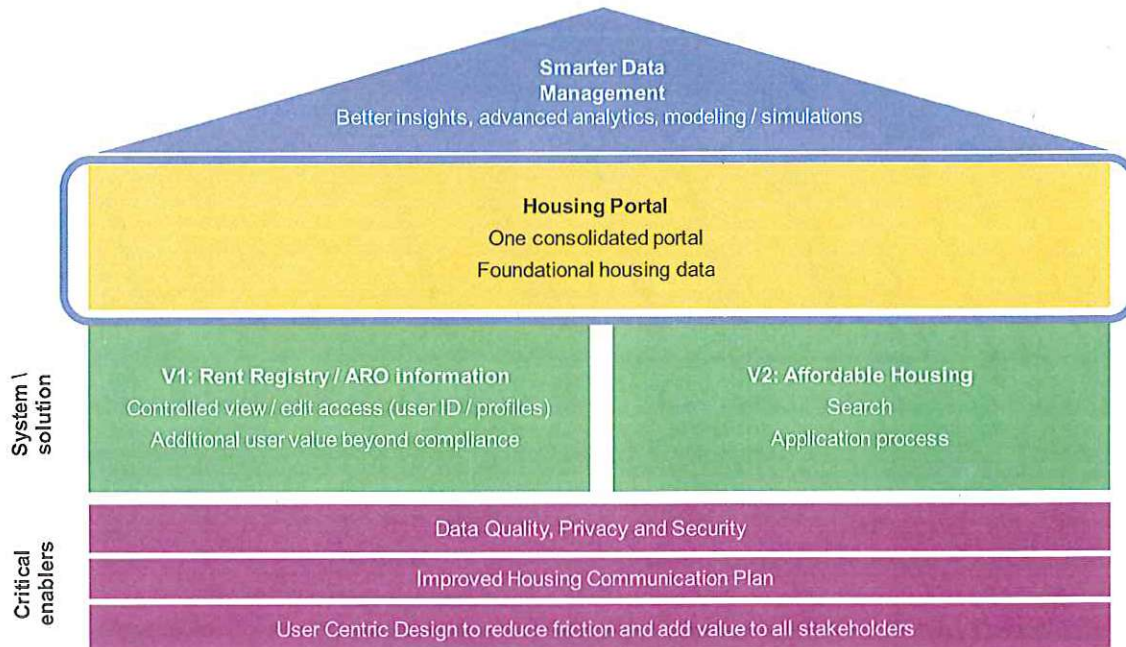 Smarter Data
Management
Better insights, advanced analytics, modeling / simulations
Housing Portal
One consolidated portal
Foundational housing data
System \
solution
V1: Rent Registry / ARO information
Controlled view / edit access (user ID / profiles)
Additional user value beyond compliance
V2: Affordable Housing
Search
Application process
Critical
enablers
Data Quality, Privacy and Security
Improved Housing Communication Plan
User Centric Design to reduce friction and add value to all stakeholders